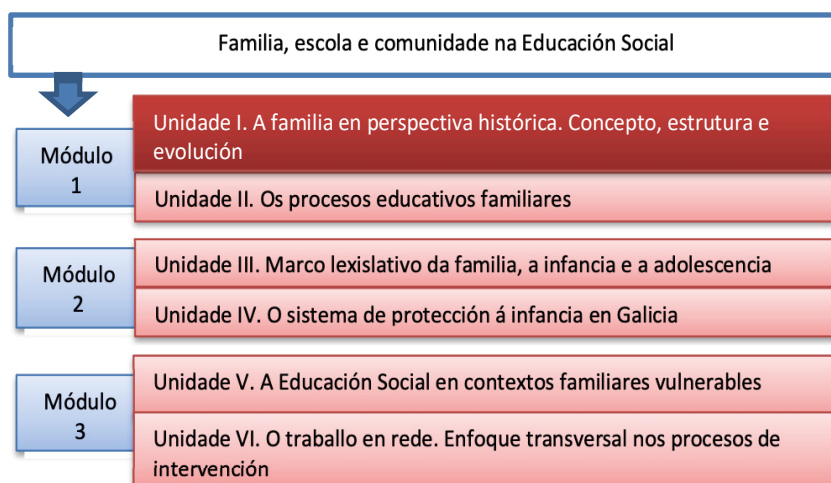 Familia, escola e comunidade na Educación Social
Módulo
1
Unidade I. A familia en perspectiva histórica. Concepto, estrutura e
evolución
Unidade II. Os procesos educativos familiares
Módulo
2
Unidade III. Marco lexislativo da familia, a infancia e a adolescencia
Unidade IV. O sistema de protección á infancia en Galicia
Módulo
3
Unidade V. A Educación Social en contextos familiares vulnerables
Unidade VI. O traballo en rede. Enfoque transversal nos procesos de
intervención